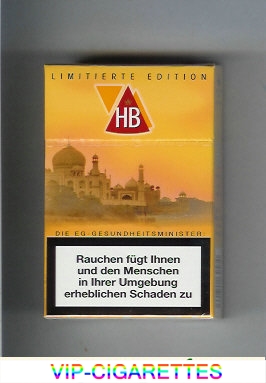 LIMITIERTE EDITION
HB
DIE EG-GESUNDHEITSMINISTER:
Rauchen fügt Ihnen
und den Menschen
in Ihrer Umgebung
erheblichen Schaden zu
VIP-CIGARETTES